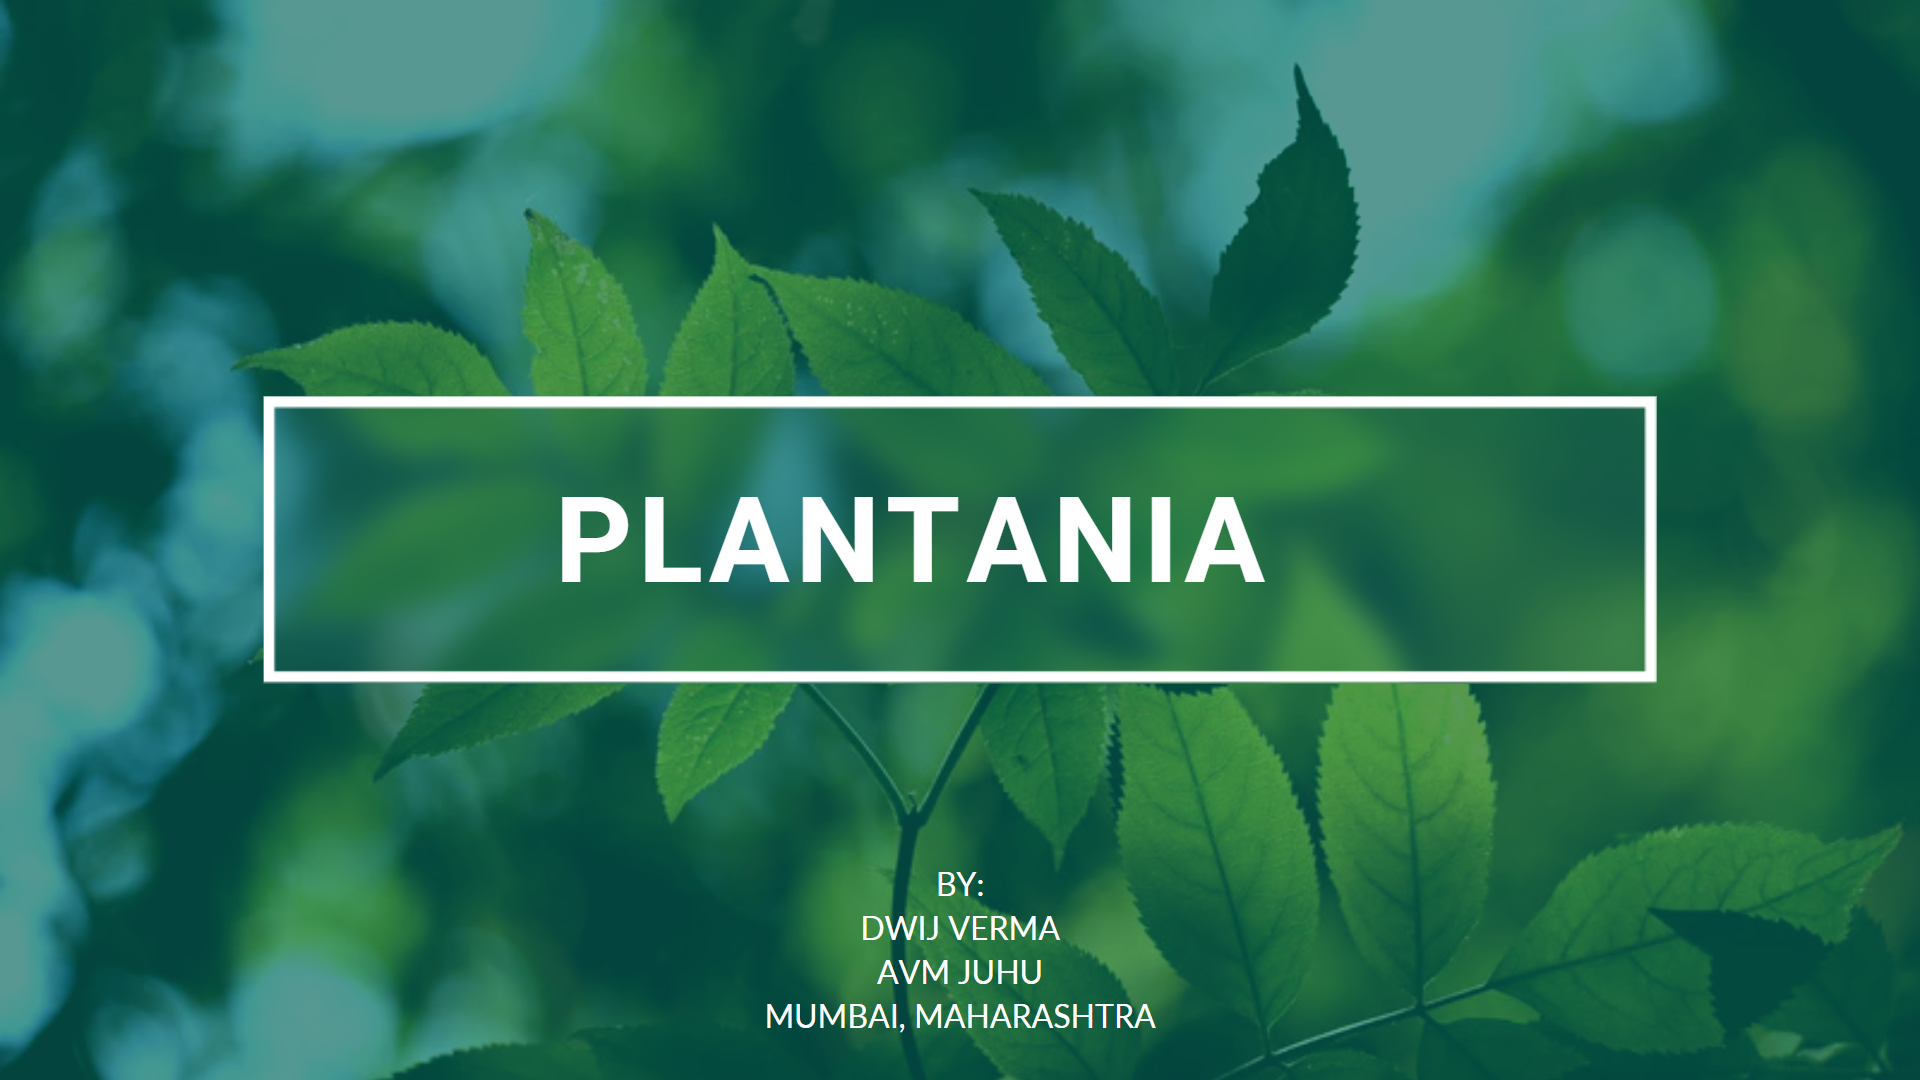 PLANTANIA
BY:
DWIJ VERMA
AVM JUHU
MUMBAI, MAHARASHTRA